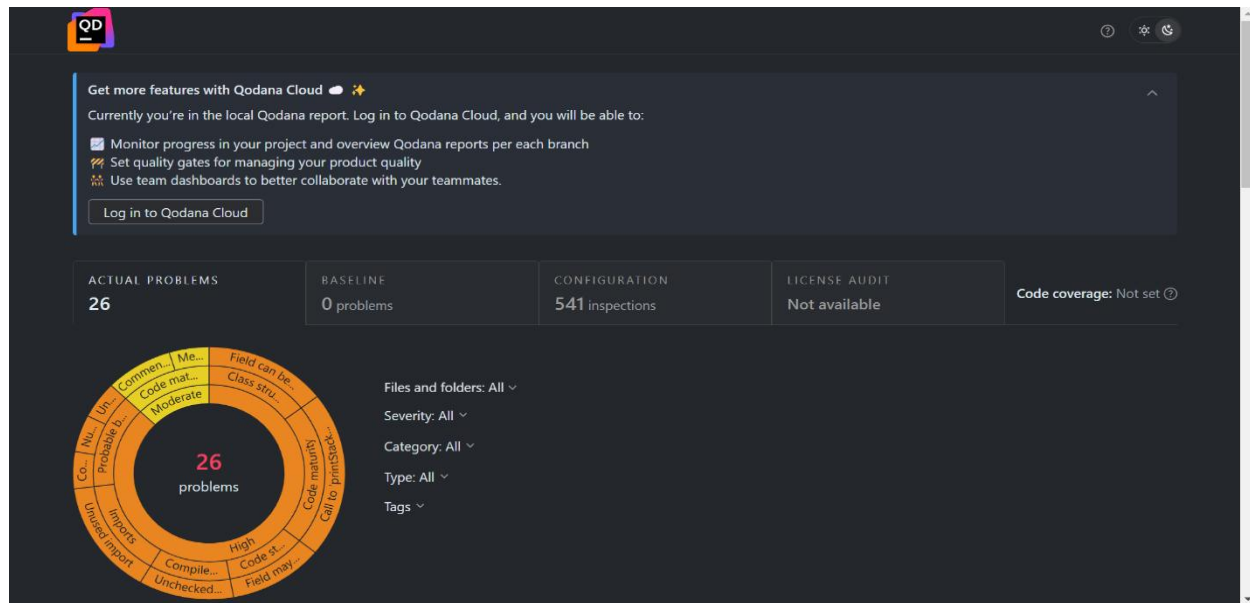 QD
Get more features with Qodana Cloud
Currently you're in the local Qodana report. Log in to Qodana Cloud, and you will be able to:
Monitor progress in your project and overview Qodana reports per each branch
Set quality gates for managing your product quality
Use team dashboards to better collaborate with your teammates.
Log in to Qodana Cloud
ACTUAL PROBLEMS
26
BASELINE
0 problems
CONFIGURATION
541 inspections
LICENSE AUDIT
Not available
Code coverage: Not set
Commen...
Me...
Field can be...
Code mat...
Class stru...
Moderate
Un...
Nu...
Co...
Probable b...
Code maturity
Call to 'printStack...
26
problems
Unused import
Imports
High
Compile...
Code st...
Unchecked...
Field may...
Files and folders: All
Severity: All
Category: All
Type: All
Tags